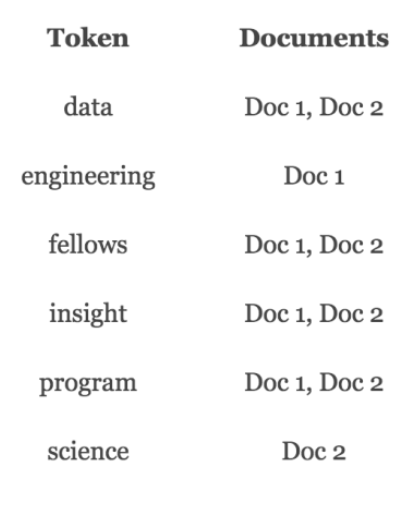 Token Documents
data Doc 1, Doc 2
engineering Doc 1
fellows Doc 1, Doc 2
insight Doc 1, Doc 2
program Doc 1, Doc 2
science Doc 2